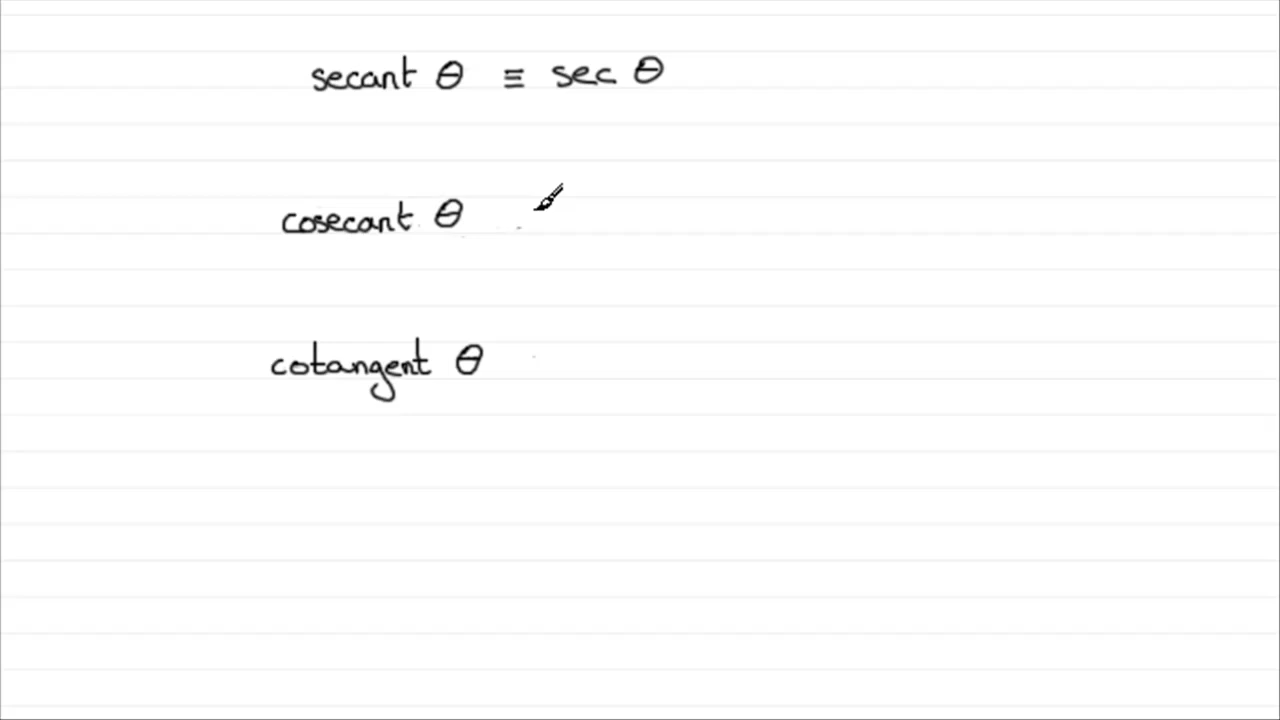 secant θ ≡ sec θ
cosecant θ
cotangent θ